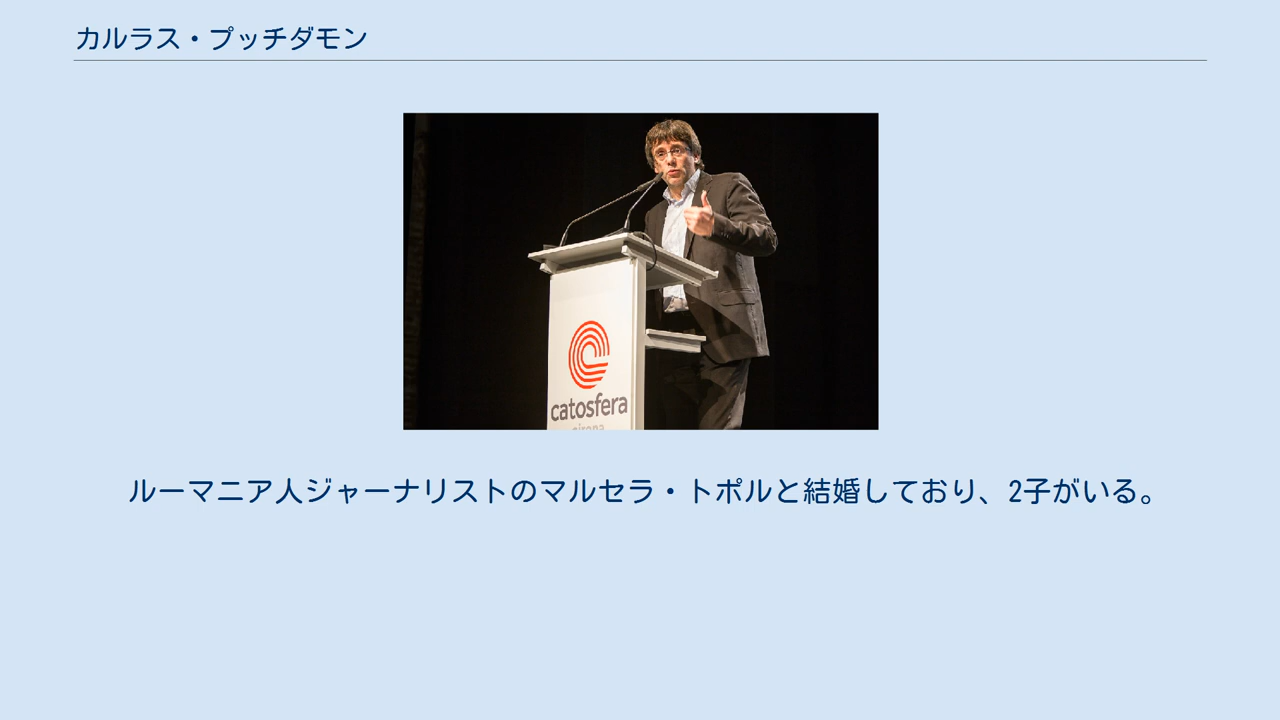 カルラス・プッチダモン
catosfera
girona
ルーマニア人ジャーナリストのマルセラ・トポルと結婚しており、2子がいる。